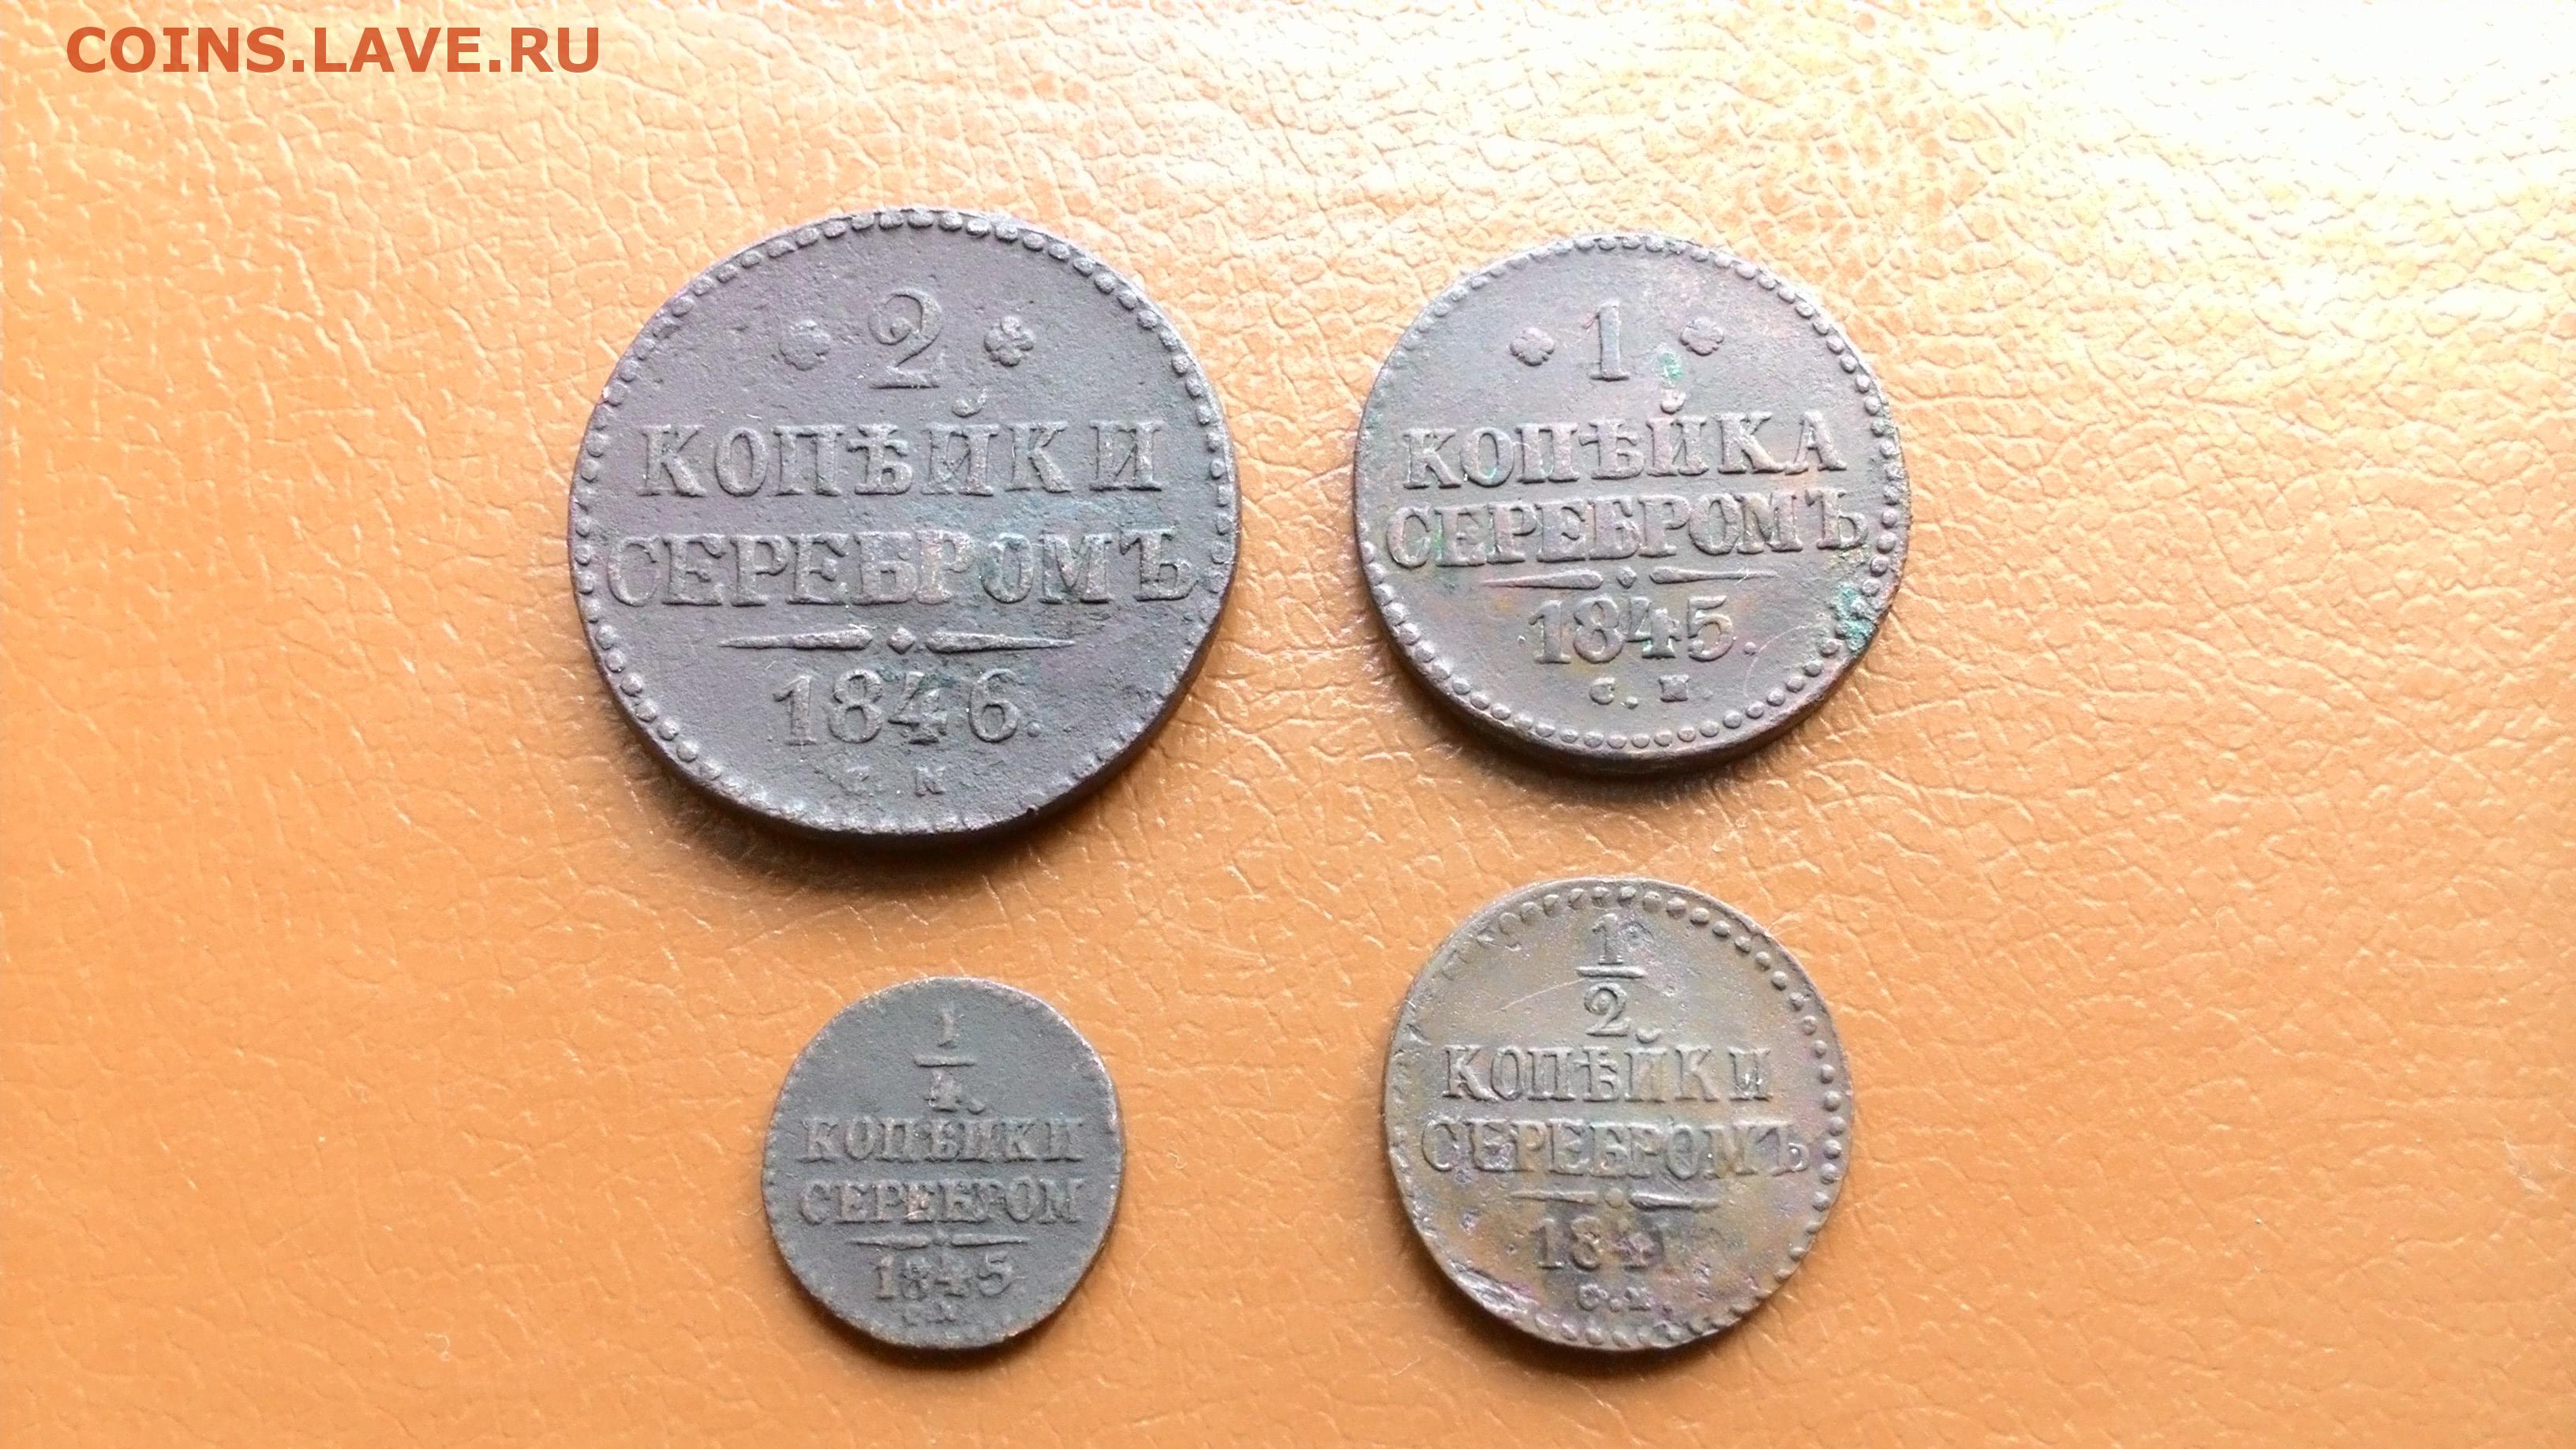 COINS.LAVE.RU
2
КОПѢЙКИ
СЕРЕБРОМЪ
1846.
С. М
1
КОПѢЙКА
СЕРЕБРОМЪ
1845.
С. М.
1
4.
КОПѢЙКИ
СЕРЕБРОМ
1845
С М
1
2.
КОПѢЙКИ
СЕРЕБРОМЪ
1841
С. М.